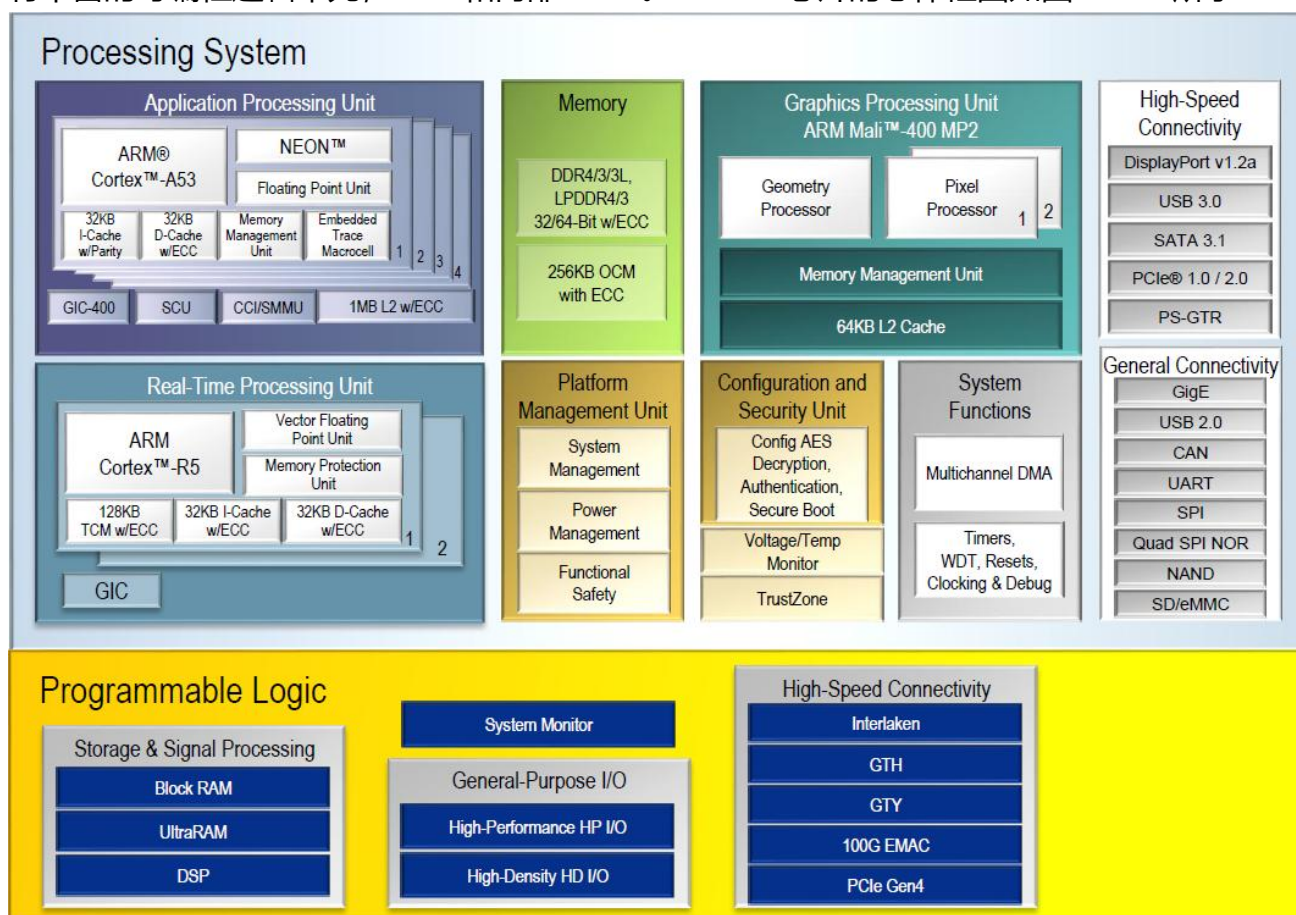 Processing System
Application Processing Unit
ARM®
Cortex™-A53
NEON™
Floating Point Unit
32KB
I-Cache
w/Parity
32KB
D-Cache
w/ECC
Memory
Management
Unit
Embedded
Trace
Macrocell
1
2
3
4
GIC-400
SCU
CCI/SMMU
1MB L2 w/ECC
Memory
DDR4/3/3L,
LPDDR4/3
32/64-Bit w/ECC
256KB OCM
with ECC
Graphics Processing Unit
ARM Mali™-400 MP2
Geometry
Processor
Pixel
Processor
1
2
Memory Management Unit
64KB L2 Cache
High-Speed
Connectivity
DisplayPort v1.2a
USB 3.0
SATA 3.1
PCIe® 1.0 / 2.0
PS-GTR
Real-Time Processing Unit
ARM
Cortex™-R5
Vector Floating
Point Unit
Memory Protection
Unit
128KB
TCM w/ECC
32KB I-Cache
w/ECC
32KB D-Cache
w/ECC
1
2
GIC
Platform
Management Unit
System
Management
Power
Management
Functional
Safety
Configuration and
Security Unit
Config AES
Decryption,
Authentication,
Secure Boot
Voltage/Temp
Monitor
TrustZone
System
Functions
Multichannel DMA
Timers,
WDT, Resets,
Clocking & Debug
General Connectivity
GigE
USB 2.0
CAN
UART
SPI
Quad SPI NOR
NAND
SD/eMMC
Programmable Logic
Storage & Signal Processing
Block RAM
UltraRAM
DSP
System Monitor
General-Purpose I/O
High-Performance HP I/O
High-Density HD I/O
High-Speed Connectivity
Interlaken
GTH
GTY
100G EMAC
PCIe Gen4